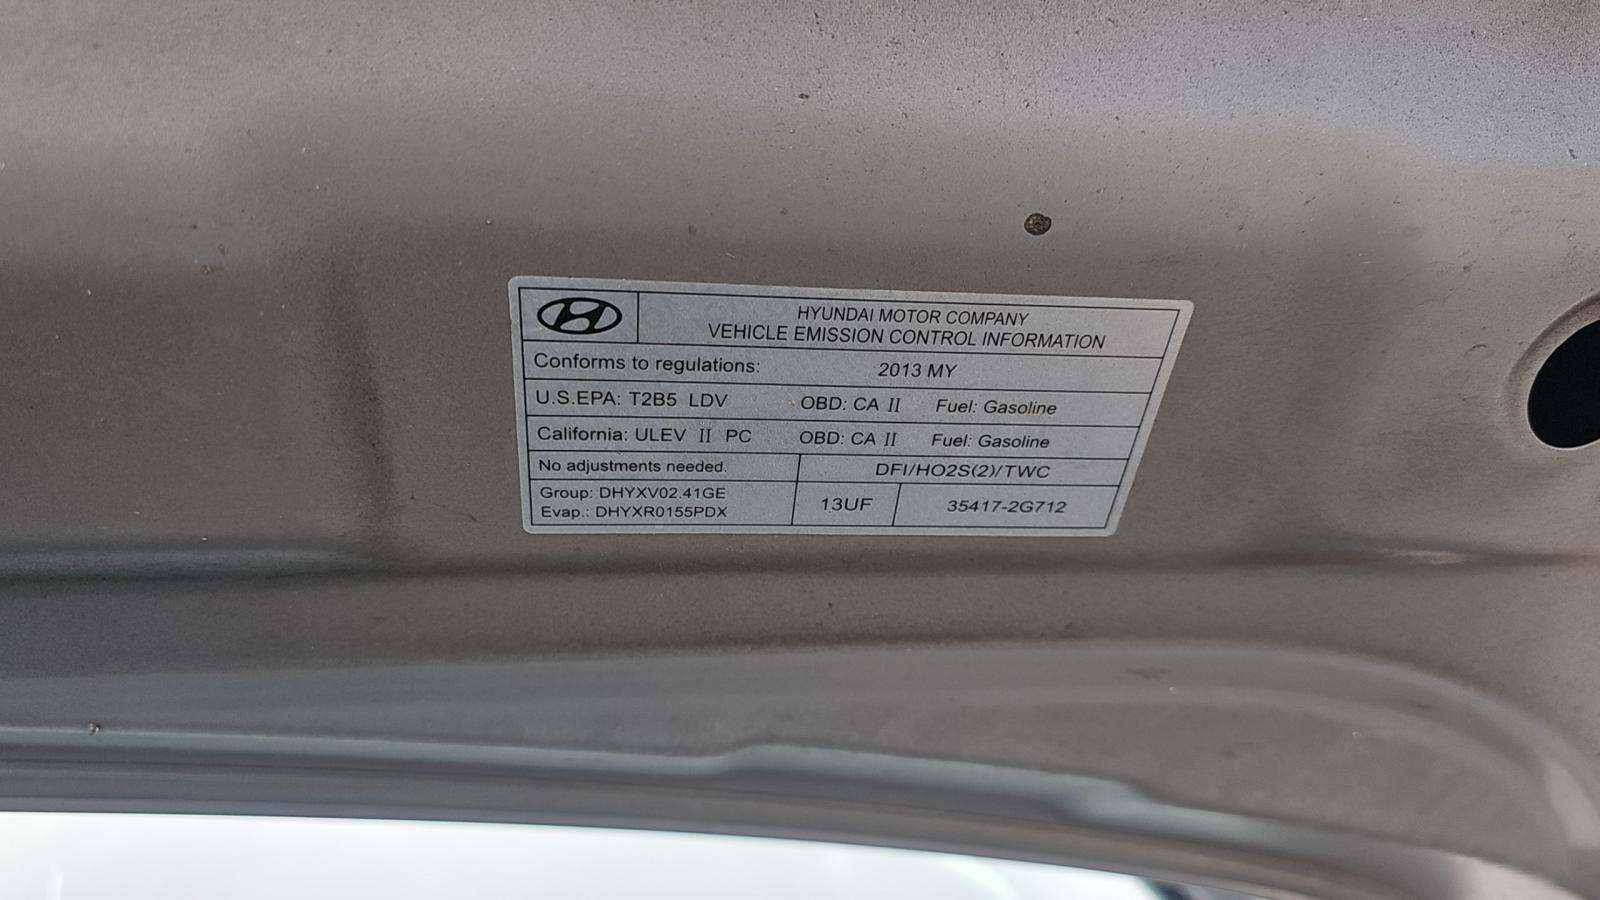 HYUNDAI MOTOR COMPANY
VEHICLE EMISSION CONTROL INFORMATION
Conforms to regulations: 2013 MY
U.S.EPA: T2B5 LDV OBD: CA II Fuel: Gasoline
California: ULEV II PC OBD: CA II Fuel: Gasoline
No adjustments needed. DFI/HO2S(2)/TWC
Group: DHYXV02.41GE
Evap.: DHYXR0155PDX
13UF 35417-2G712